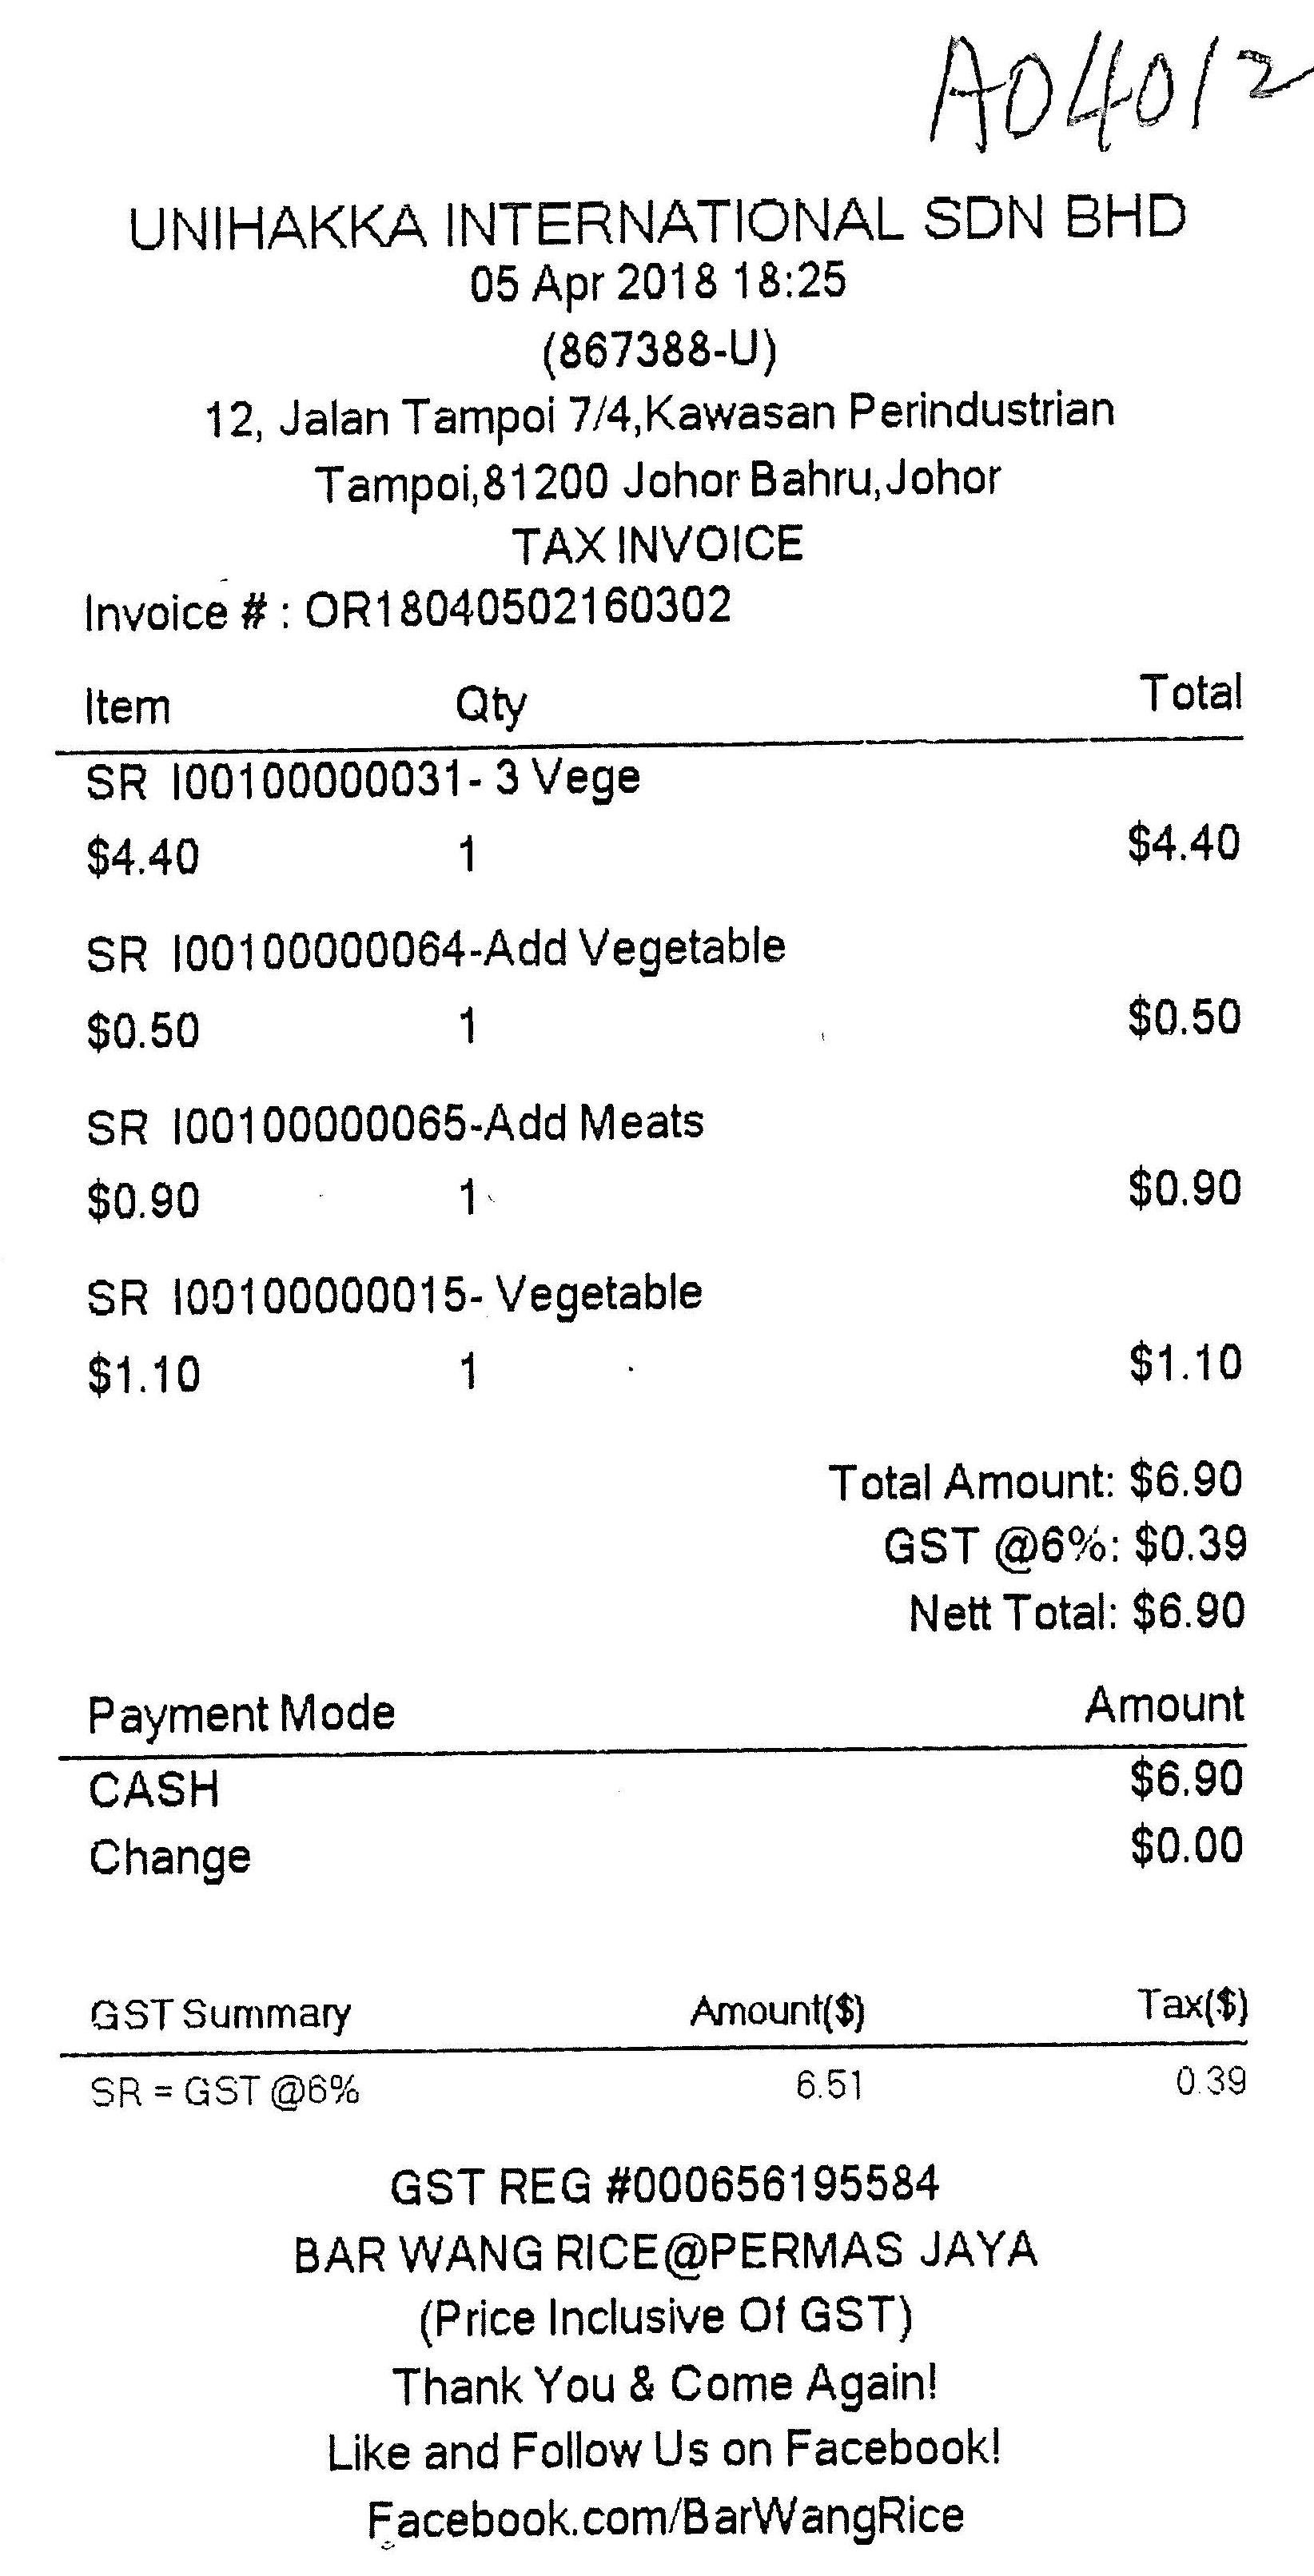 A04012
UNIHAKKA INTERNATIONAL SDN BHD
05 Apr 2018 18:25
(867388-U)
12, Jalan Tampoi 7/4,Kawasan Perindustrian
Tampoi,81200 Johor Bahru,Johor
TAX INVOICE
Invoice # : OR18040502160302
Item Qty Total
SR I00100000031- 3 Vege
$4.40 1 $4.40
SR I00100000064-Add Vegetable
$0.50 1 $0.50
SR I00100000065-Add Meats
$0.90 1 $0.90
SR I00100000015- Vegetable
$1.10 1 $1.10
Total Amount: $6.90
GST @6%: $0.39
Nett Total: $6.90
Payment Mode Amount
CASH $6.90
Change $0.00
GST Summary Amount($) Tax($)
SR = GST @6% 6.51 0.39
GST REG #000656195584
BAR WANG RICE@PERMAS JAYA
(Price Inclusive Of GST)
Thank You & Come Again!
Like and Follow Us on Facebook!
Facebook.com/BarWangRice